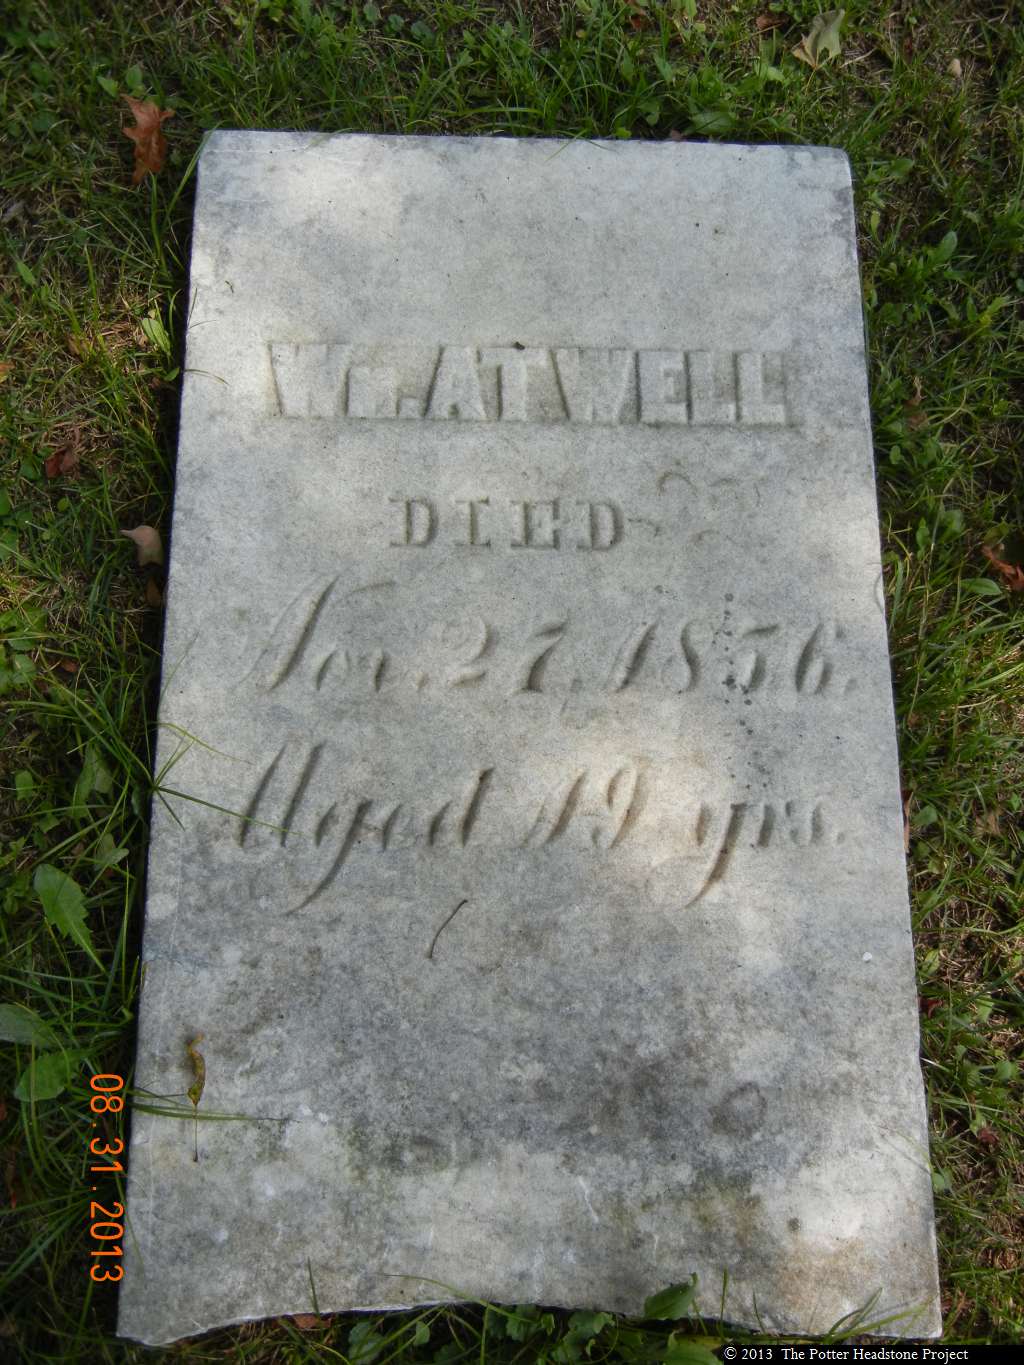 Wm. ATWELL
DIED
Nov. 27, 1856.
Aged 19 yrs.
08.31.2013
© 2013 The Potter Headstone Project